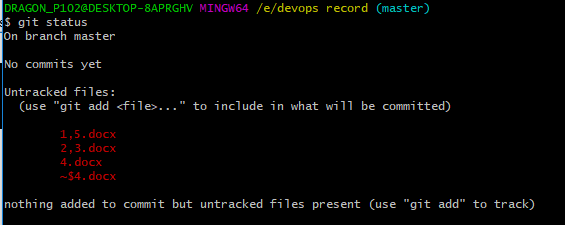 DRAGON_P102@DESKTOP-8APRGHV MINGW64 /e/devops record (master)
$ git status
On branch master
No commits yet
Untracked files:
(use "git add <file>..." to include in what will be committed)
1,5.docx
2,3.docx
4.docx
~$4.docx
nothing added to commit but untracked files present (use "git add" to track)